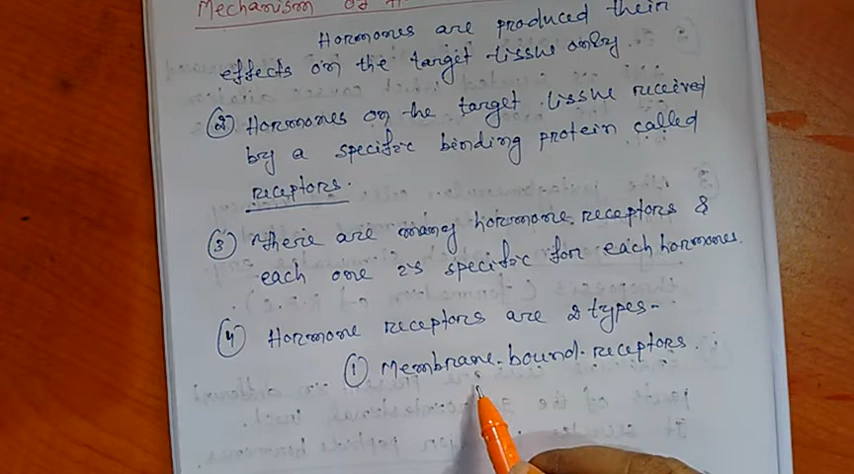 Mechanism of
Hormones are produced their
effects on the target tissue only.
② Hormones on the target tissue received
by a specific binding protein called
receptors.
③ There are many hormone receptors &
each one is specific for each hormones.
④ Hormone receptors are 2 types-
① Membrane-bound-receptors.